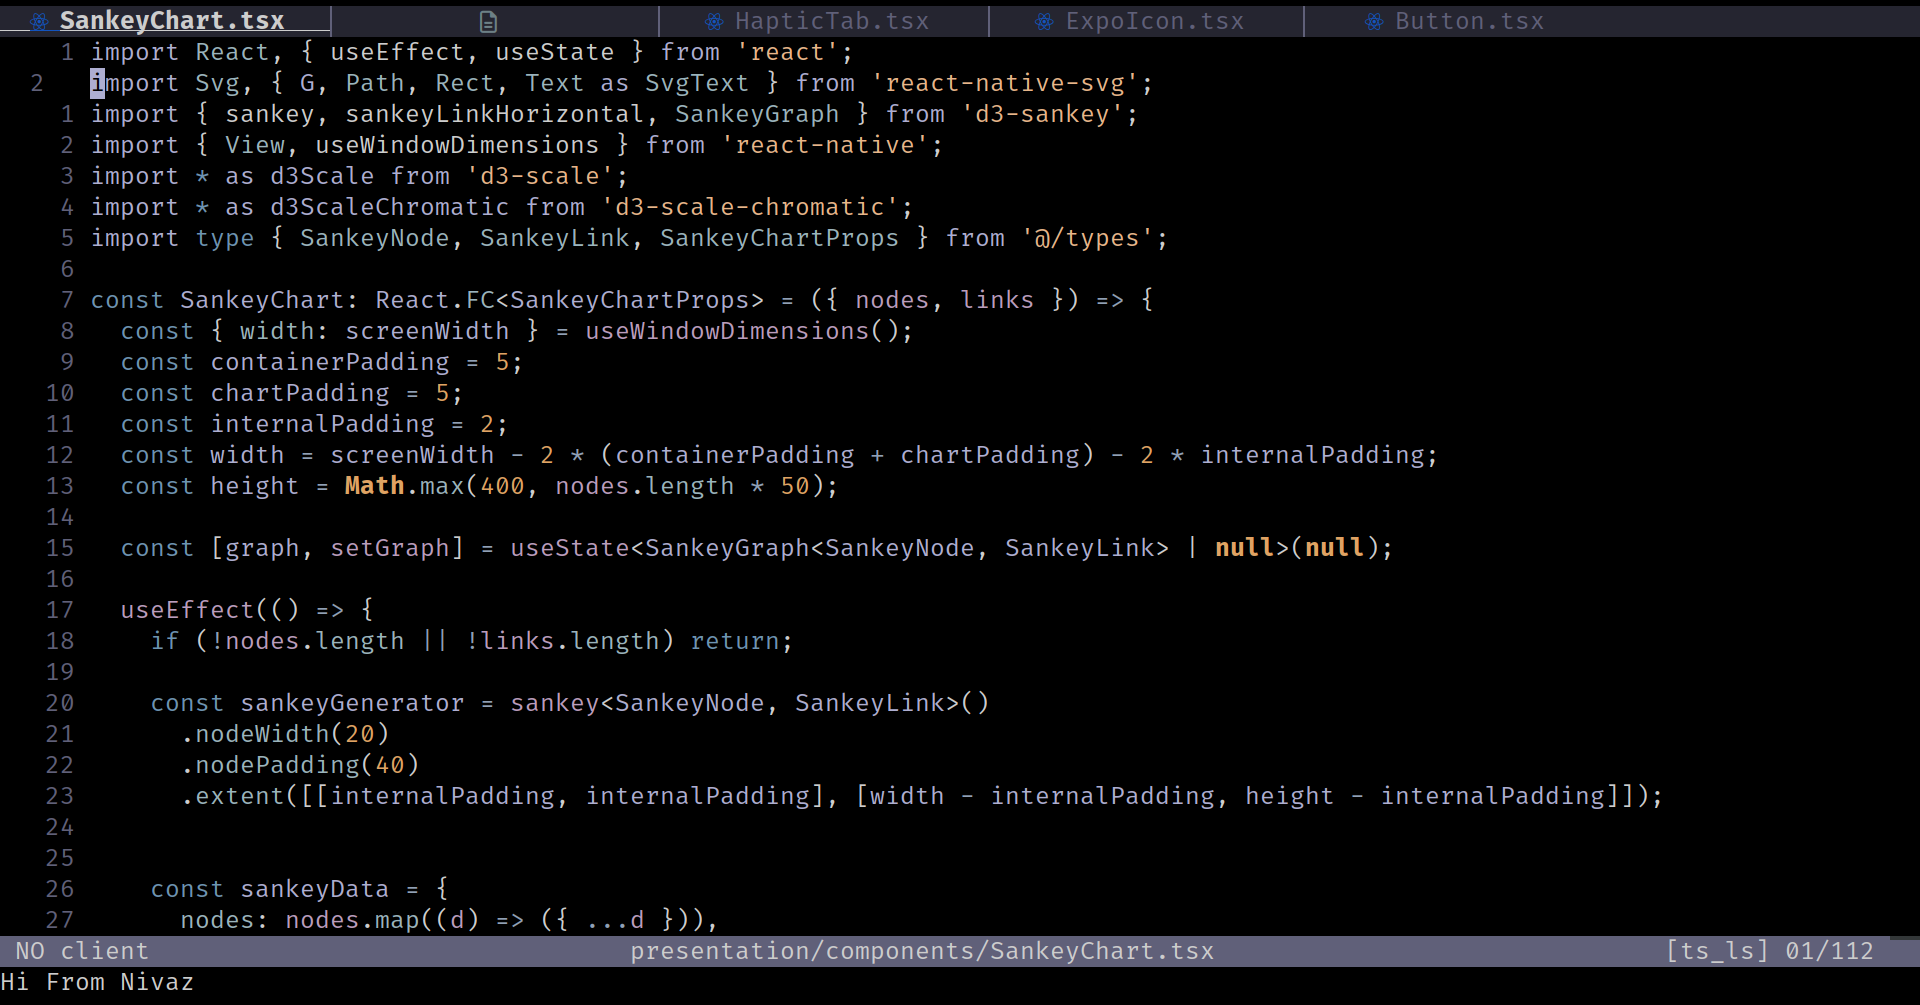 SankeyChart.tsx HapticTab.tsx ExpoIcon.tsx Button.tsx
1 import React, { useEffect, useState } from 'react';
2 import Svg, { G, Path, Rect, Text as SvgText } from 'react-native-svg';
1 import { sankey, sankeyLinkHorizontal, SankeyGraph } from 'd3-sankey';
2 import { View, useWindowDimensions } from 'react-native';
3 import * as d3Scale from 'd3-scale';
4 import * as d3ScaleChromatic from 'd3-scale-chromatic';
5 import type { SankeyNode, SankeyLink, SankeyChartProps } from '@/types';
6
7 const SankeyChart: React.FC<SankeyChartProps> = ({ nodes, links }) => {
8   const { width: screenWidth } = useWindowDimensions();
9   const containerPadding = 5;
10   const chartPadding = 5;
11   const internalPadding = 2;
12   const width = screenWidth - 2 * (containerPadding + chartPadding) - 2 * internalPadding;
13   const height = Math.max(400, nodes.length * 50);
14
15   const [graph, setGraph] = useState<SankeyGraph<SankeyNode, SankeyLink> | null>(null);
16
17   useEffect(() => {
18     if (!nodes.length || !links.length) return;
19
20     const sankeyGenerator = sankey<SankeyNode, SankeyLink>()
21       .nodeWidth(20)
22       .nodePadding(40)
23       .extent([[internalPadding, internalPadding], [width - internalPadding, height - internalPadding]]);
24
25
26     const sankeyData = {
27       nodes: nodes.map((d) => ({ ...d })),
NO client presentation/components/SankeyChart.tsx [ts_ls] 01/112
Hi From Nivaz